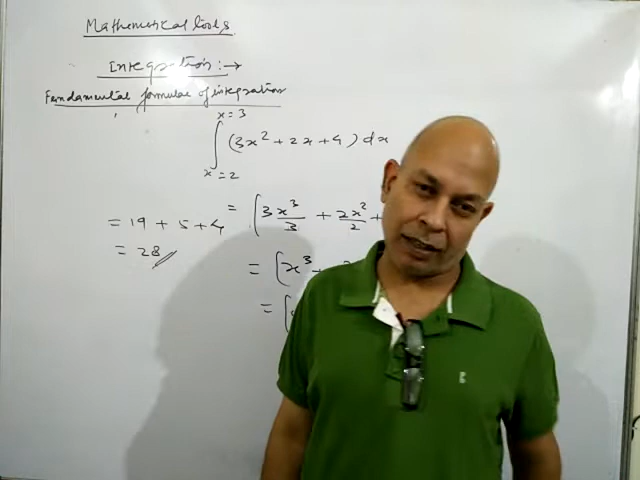 Mathematical tools
Integration :→
Fundamental formulae of integration
x = 3
∫ (3x² + 2x + 4) dx
x = 2
= [3x³/3 + 2x²/2 +
= [x³ +
= [
= 19 + 5 + 4
= 28